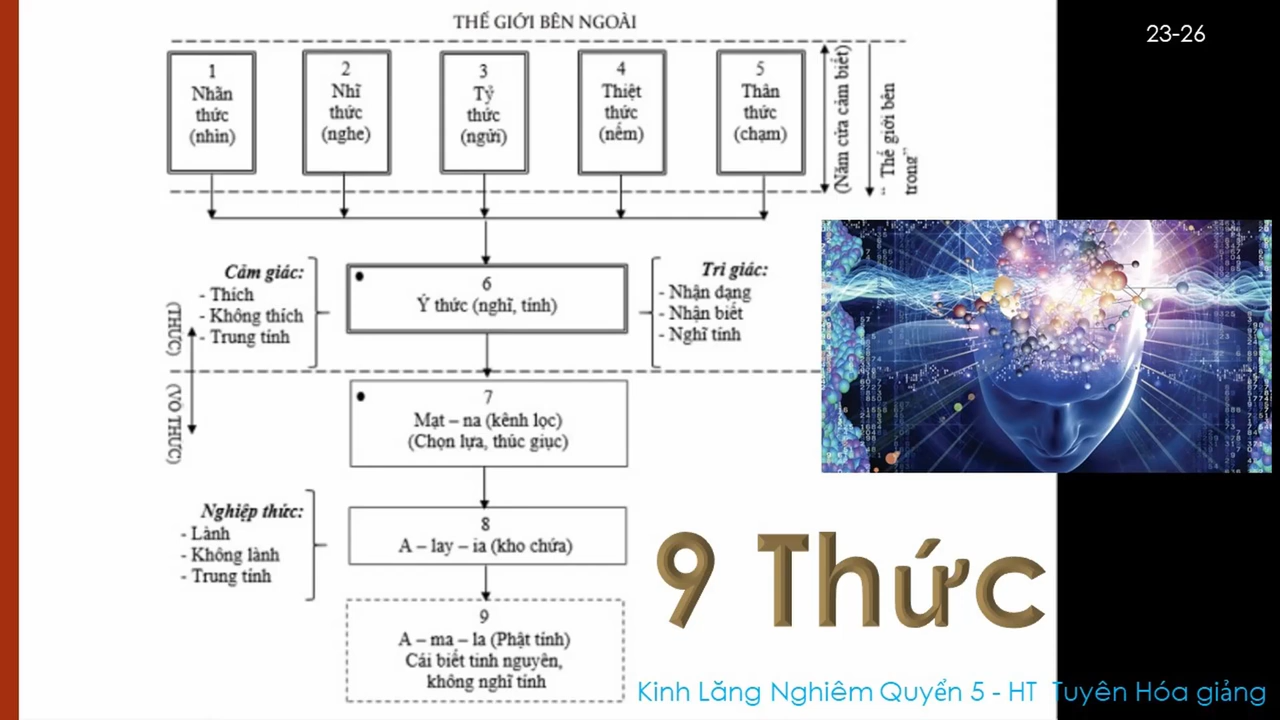 THẾ GIỚI BÊN NGOÀI
23-26
1
Nhãn
thức
(nhìn)
2
Nhĩ
thức
(nghe)
3
Tỷ
thức
(ngửi)
4
Thiệt
thức
(nếm)
5
Thân
thức
(chạm)
(Năm cửa cảm biết)
“ Thế giới bên
trong”
Cảm giác:
- Thích
- Không thích
- Trung tính
6
Ý thức (nghĩ, tính)
Tri giác:
- Nhận dạng
- Nhận biết
- Nghĩ tính
(THỨC)
(VÔ THỨC)
7
Mạt – na (kênh lọc)
(Chọn lựa, thúc giục)
Nghiệp thức:
- Lành
- Không lành
- Trung tính
8
A – lay – ia (kho chứa)
9
A – ma – la (Phật tính)
Cái biết tinh nguyên,
không nghĩ tính
9 Thức
Kinh Lăng Nghiêm Quyển 5 - HT Tuyên Hóa giảng